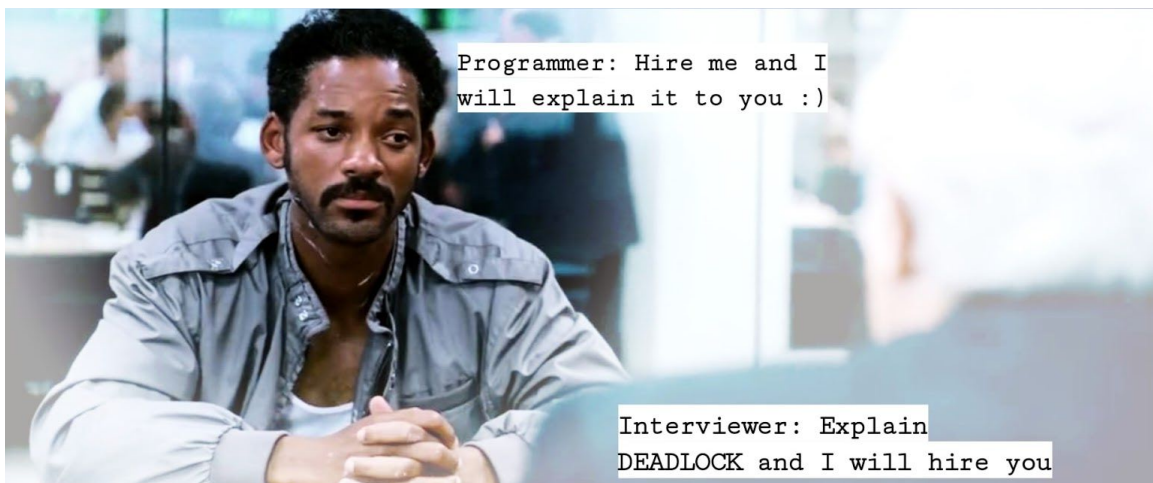 Programmer: Hire me and I
will explain it to you :)
Interviewer: Explain
DEADLOCK and I will hire you